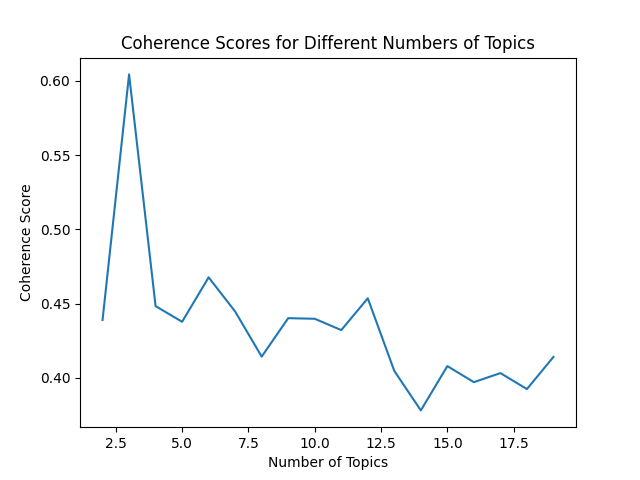 Coherence Scores for Different Numbers of Topics
0.60
0.55
0.50
0.45
0.40
Coherence Score
2.5 5.0 7.5 10.0 12.5 15.0 17.5
Number of Topics